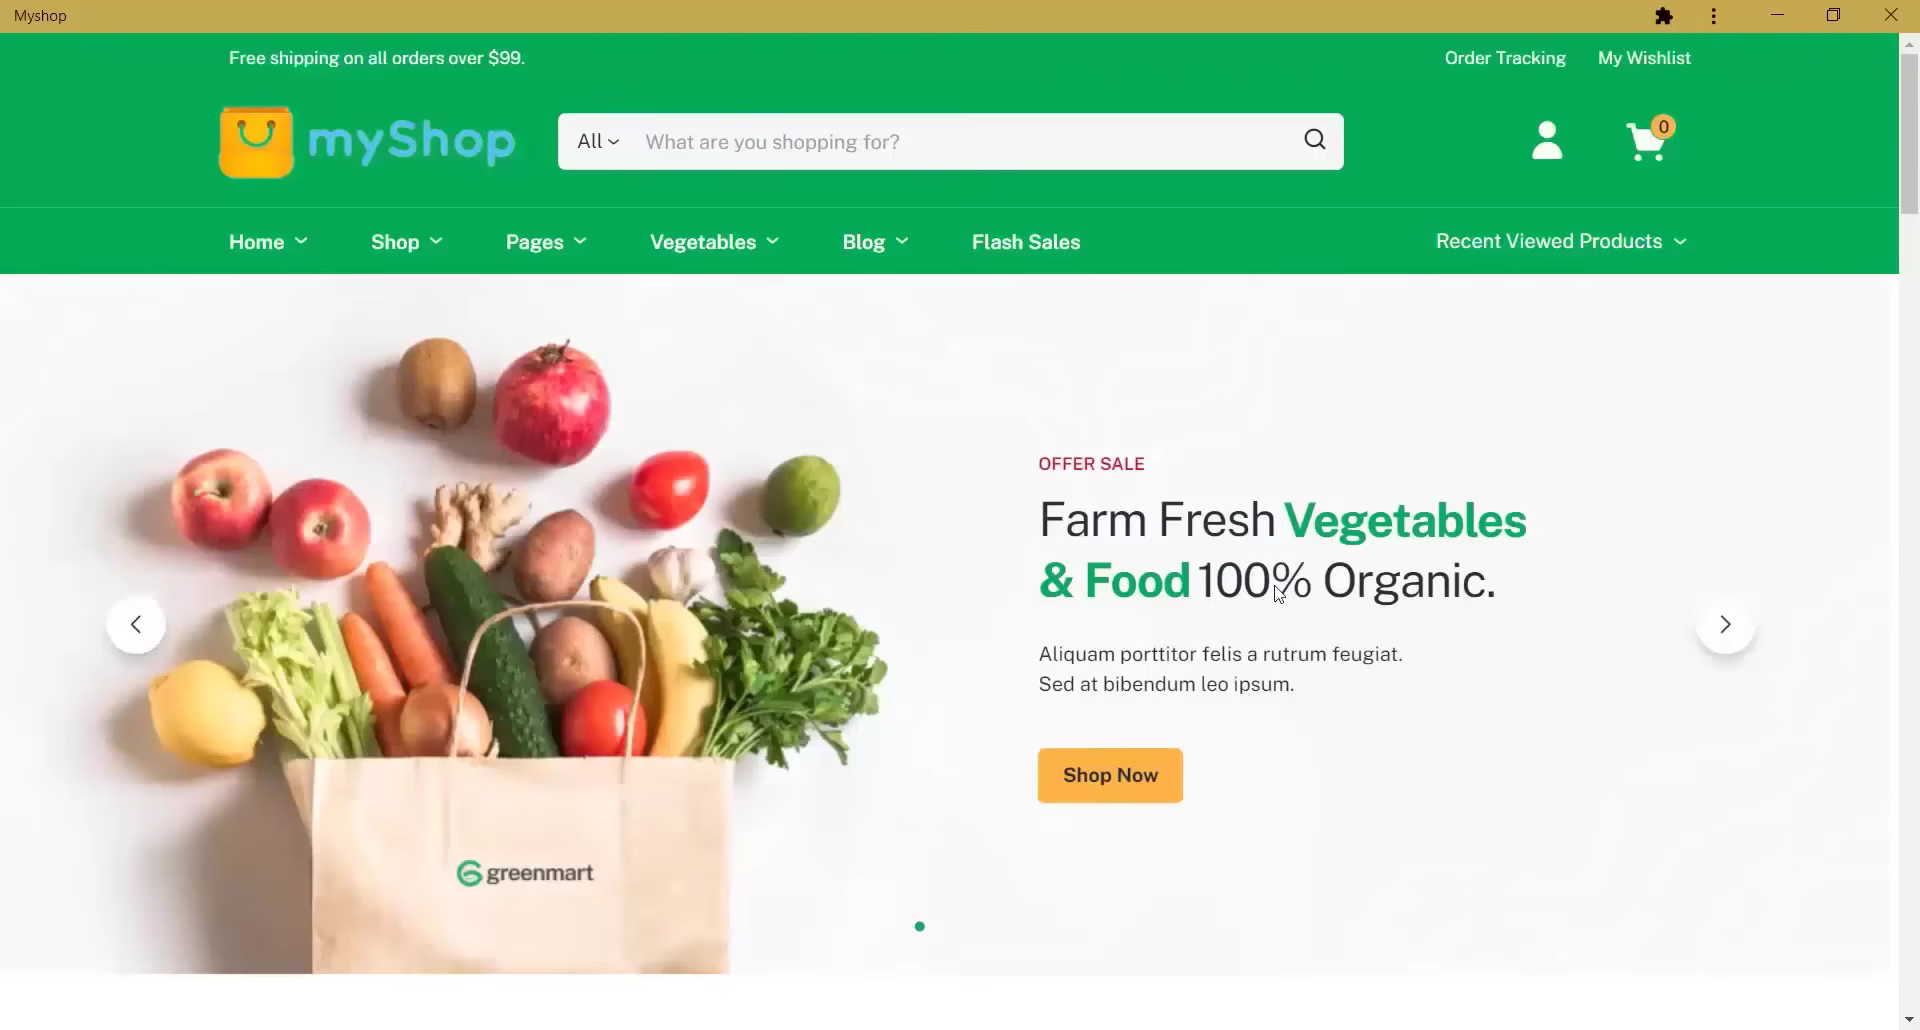 Myshop
Free shipping on all orders over $99.
Order Tracking
My Wishlist
myShop
All
What are you shopping for?
0
Home
Shop
Pages
Vegetables
Blog
Flash Sales
Recent Viewed Products
OFFER SALE
Farm Fresh Vegetables
& Food 100% Organic.
Aliquam porttitor felis a rutrum feugiat.
Sed at bibendum leo ipsum.
Shop Now
greenmart